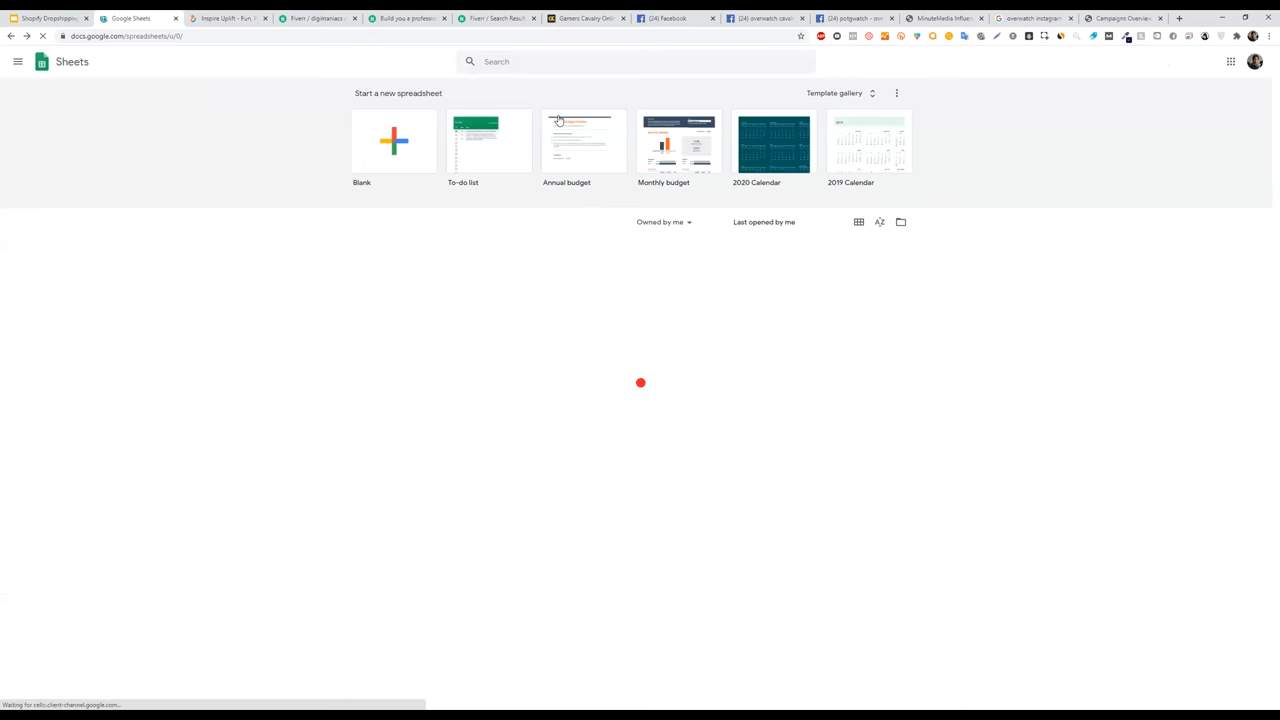 Shopify Dropshipping
Google Sheets
Inspire Uplift - Fun, F
Fiverr / digimaniacs /
Build you a profession
Fiverr / Search Result
Gamers Cavalry Onlin
(24) Facebook
(24) overwatch cavalr
(24) potgwatch - over
MinuteMedia Influen
overwatch instagram
Campaigns Overview
docs.google.com/spreadsheets/u/0/
Sheets
Search
Start a new spreadsheet
Template gallery
Blank
To-do list
Annual budget
Monthly budget
2020 Calendar
2019 Calendar
Owned by me
Last opened by me
Waiting for cello.client-channel.google.com...